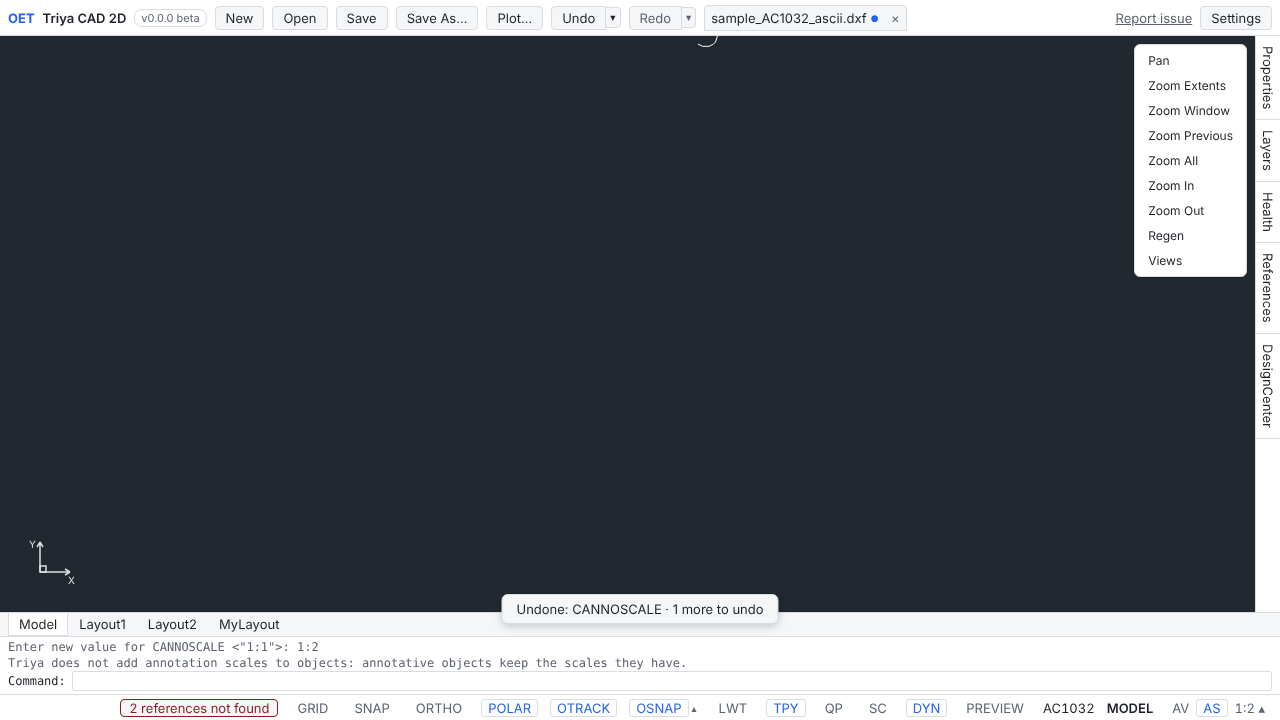 OET Triya CAD 2D v0.0.0 beta New Open Save Save As... Plot... Undo ▾ Redo ▾ sample_AC1032_ascii.dxf ● × Report issue Settings
Pan
Zoom Extents
Zoom Window
Zoom Previous
Zoom All
Zoom In
Zoom Out
Regen
Views
Properties
Layers
Health
References
DesignCenter
Y
X
Undone: CANNOSCALE · 1 more to undo
Model Layout1 Layout2 MyLayout
Enter new value for CANNOSCALE <"1:1">: 1:2
Triya does not add annotation scales to objects: annotative objects keep the scales they have.
Command:
2 references not found GRID SNAP ORTHO POLAR OTRACK OSNAP ▴ LWT TPY QP SC DYN PREVIEW AC1032 MODEL AV AS 1:2 ▴